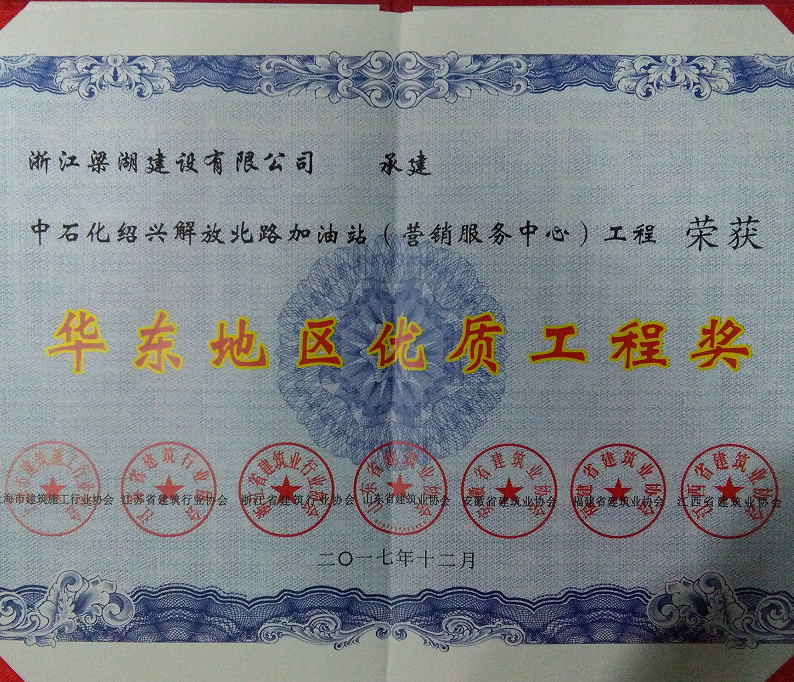 浙江梁湖建设有限公司 承建
中石化绍兴解放北路加油站（营销服务中心）工程 荣获
华东地区优质工程奖
上海市建筑施工行业协会 江苏省建筑行业协会 浙江省建筑行业协会 山东省建筑业协会 安徽省建筑业协会 福建省建筑业协会 江西省建筑业协会
二〇一七年十二月